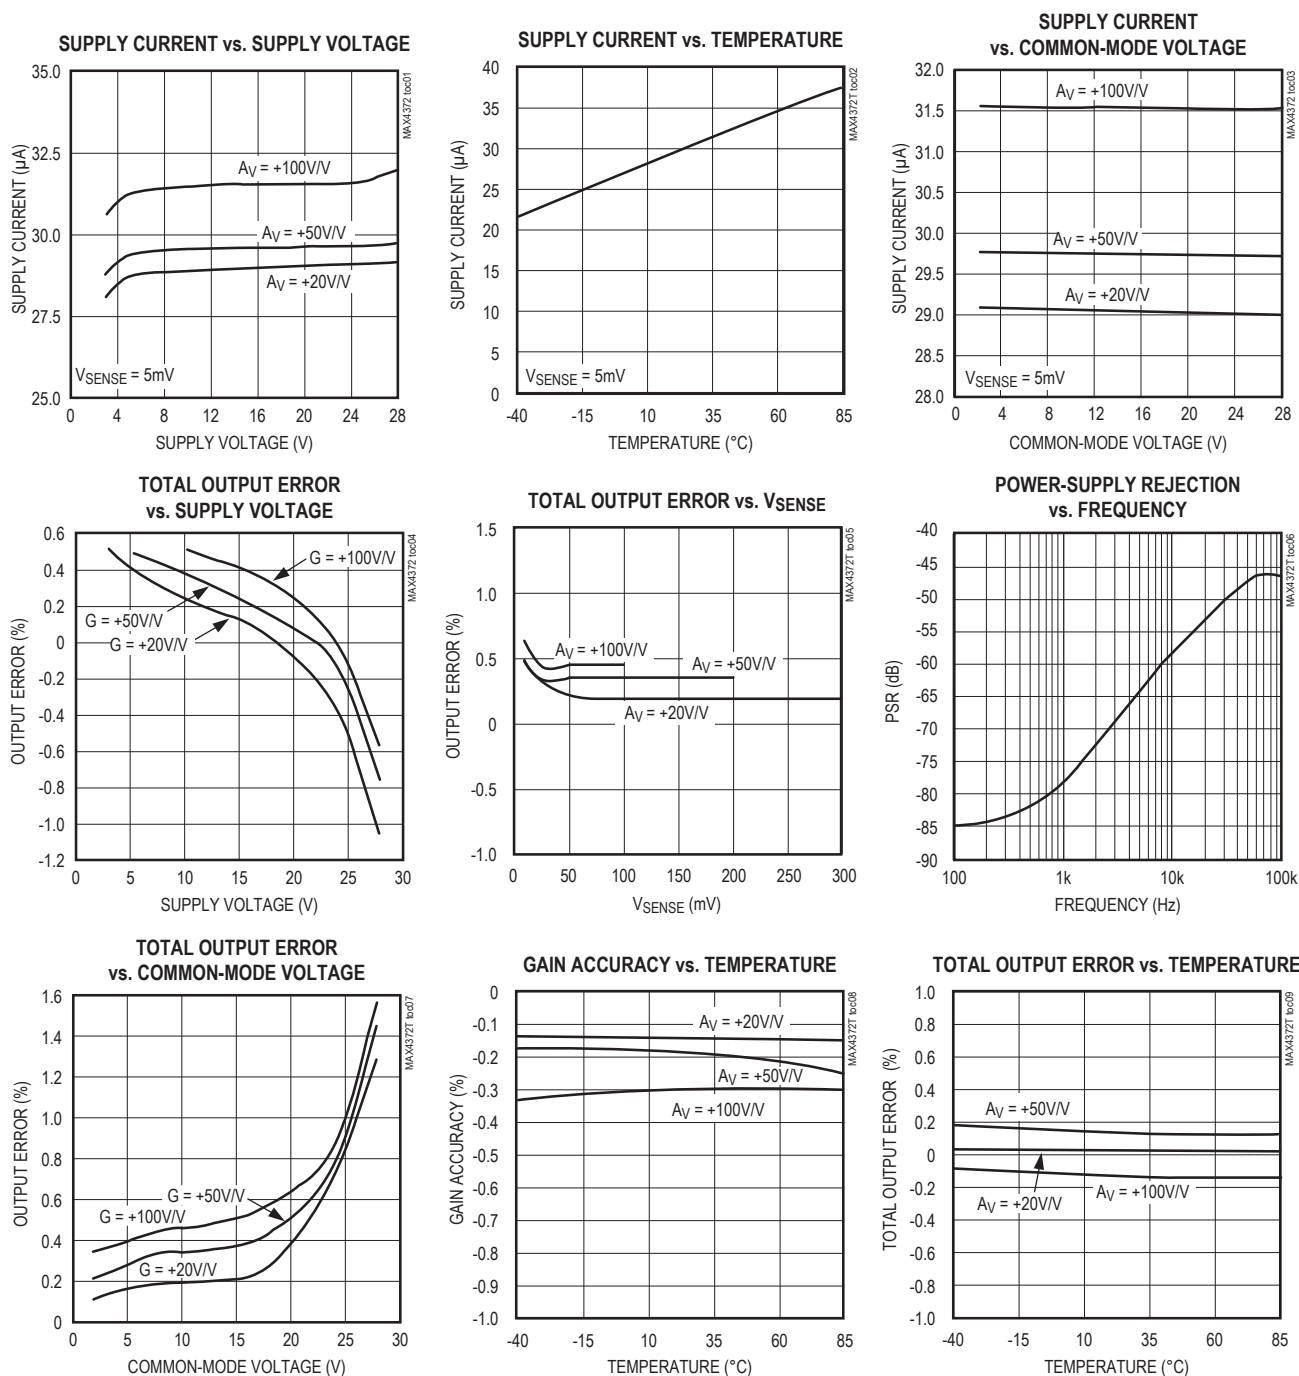 SUPPLY CURRENT vs. SUPPLY VOLTAGE
MAX4372 toc01
SUPPLY CURRENT (µA)
35.0
32.5
30.0
27.5
25.0
AV = +100V/V
AV = +50V/V
AV = +20V/V
VSENSE = 5mV
0 4 8 12 16 20 24 28
SUPPLY VOLTAGE (V)
SUPPLY CURRENT vs. TEMPERATURE
MAX4372T toc02
SUPPLY CURRENT (µA)
40
35
30
25
20
15
10
5
0
VSENSE = 5mV
-40 -15 10 35 60 85
TEMPERATURE (°C)
SUPPLY CURRENT
vs. COMMON-MODE VOLTAGE
MAX4372 toc03
SUPPLY CURRENT (µA)
32.0
31.5
31.0
30.5
30.0
29.5
29.0
28.5
28.0
AV = +100V/V
AV = +50V/V
AV = +20V/V
VSENSE = 5mV
0 4 8 12 16 20 24 28
COMMON-MODE VOLTAGE (V)
TOTAL OUTPUT ERROR
vs. SUPPLY VOLTAGE
MAX4372 toc04
OUTPUT ERROR (%)
0.6
0.4
0.2
0
-0.2
-0.4
-0.6
-0.8
-1.0
-1.2
G = +100V/V
G = +50V/V
G = +20V/V
0 5 10 15 20 25 30
SUPPLY VOLTAGE (V)
TOTAL OUTPUT ERROR vs. VSENSE
MAX4372T toc05
OUTPUT ERROR (%)
1.5
1.0
0.5
0
-0.5
-1.0
AV = +100V/V
AV = +50V/V
AV = +20V/V
0 50 100 150 200 250 300
VSENSE (mV)
POWER-SUPPLY REJECTION
vs. FREQUENCY
MAX4372T toc06
PSR (dB)
-40
-45
-50
-55
-60
-65
-70
-75
-80
-85
-90
100 1k 10k 100k
FREQUENCY (Hz)
TOTAL OUTPUT ERROR
vs. COMMON-MODE VOLTAGE
MAX4372T toc07
OUTPUT ERROR (%)
1.6
1.4
1.2
1.0
0.8
0.6
0.4
0.2
0
G = +50V/V
G = +100V/V
G = +20V/V
0 5 10 15 20 25 30
COMMON-MODE VOLTAGE (V)
GAIN ACCURACY vs. TEMPERATURE
MAX4372T toc08
GAIN ACCURACY (%)
0
-0.1
-0.2
-0.3
-0.4
-0.5
-0.6
-0.7
-0.8
-0.9
-1.0
AV = +20V/V
AV = +50V/V
AV = +100V/V
-40 -15 10 35 60 85
TEMPERATURE (°C)
TOTAL OUTPUT ERROR vs. TEMPERATURE
MAX4372T toc09
TOTAL OUTPUT ERROR (%)
1.0
0.8
0.6
0.4
0.2
0
-0.2
-0.4
-0.6
-0.8
-1.0
AV = +50V/V
AV = +20V/V
AV = +100V/V
-40 -15 10 35 60 85
TEMPERATURE (°C)